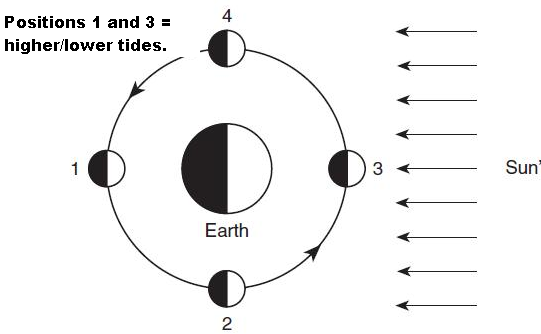 Positions 1 and 3 =
higher/lower tides.
4
1
3
Sun'
Earth
2